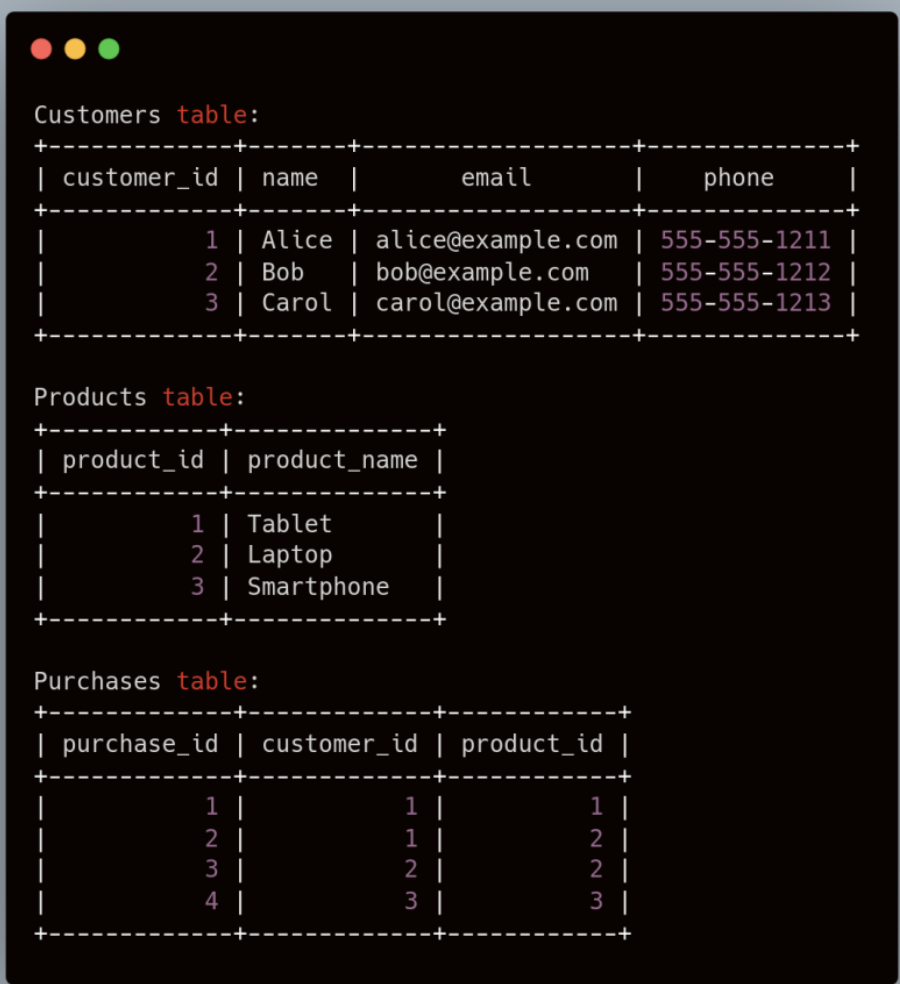 Customers table:
+-------------+-------+-------------------+--------------+
| customer_id | name  |       email       |    phone     |
+-------------+-------+-------------------+--------------+
|           1 | Alice | alice@example.com | 555-555-1211 |
|           2 | Bob   | bob@example.com   | 555-555-1212 |
|           3 | Carol | carol@example.com | 555-555-1213 |
+-------------+-------+-------------------+--------------+
Products table:
+------------+--------------+
| product_id | product_name |
+------------+--------------+
|          1 | Tablet       |
|          2 | Laptop       |
|          3 | Smartphone   |
+------------+--------------+
Purchases table:
+-------------+-------------+------------+
| purchase_id | customer_id | product_id |
+-------------+-------------+------------+
|           1 |           1 |          1 |
|           2 |           1 |          2 |
|           3 |           2 |          2 |
|           4 |           3 |          3 |
+-------------+-------------+------------+